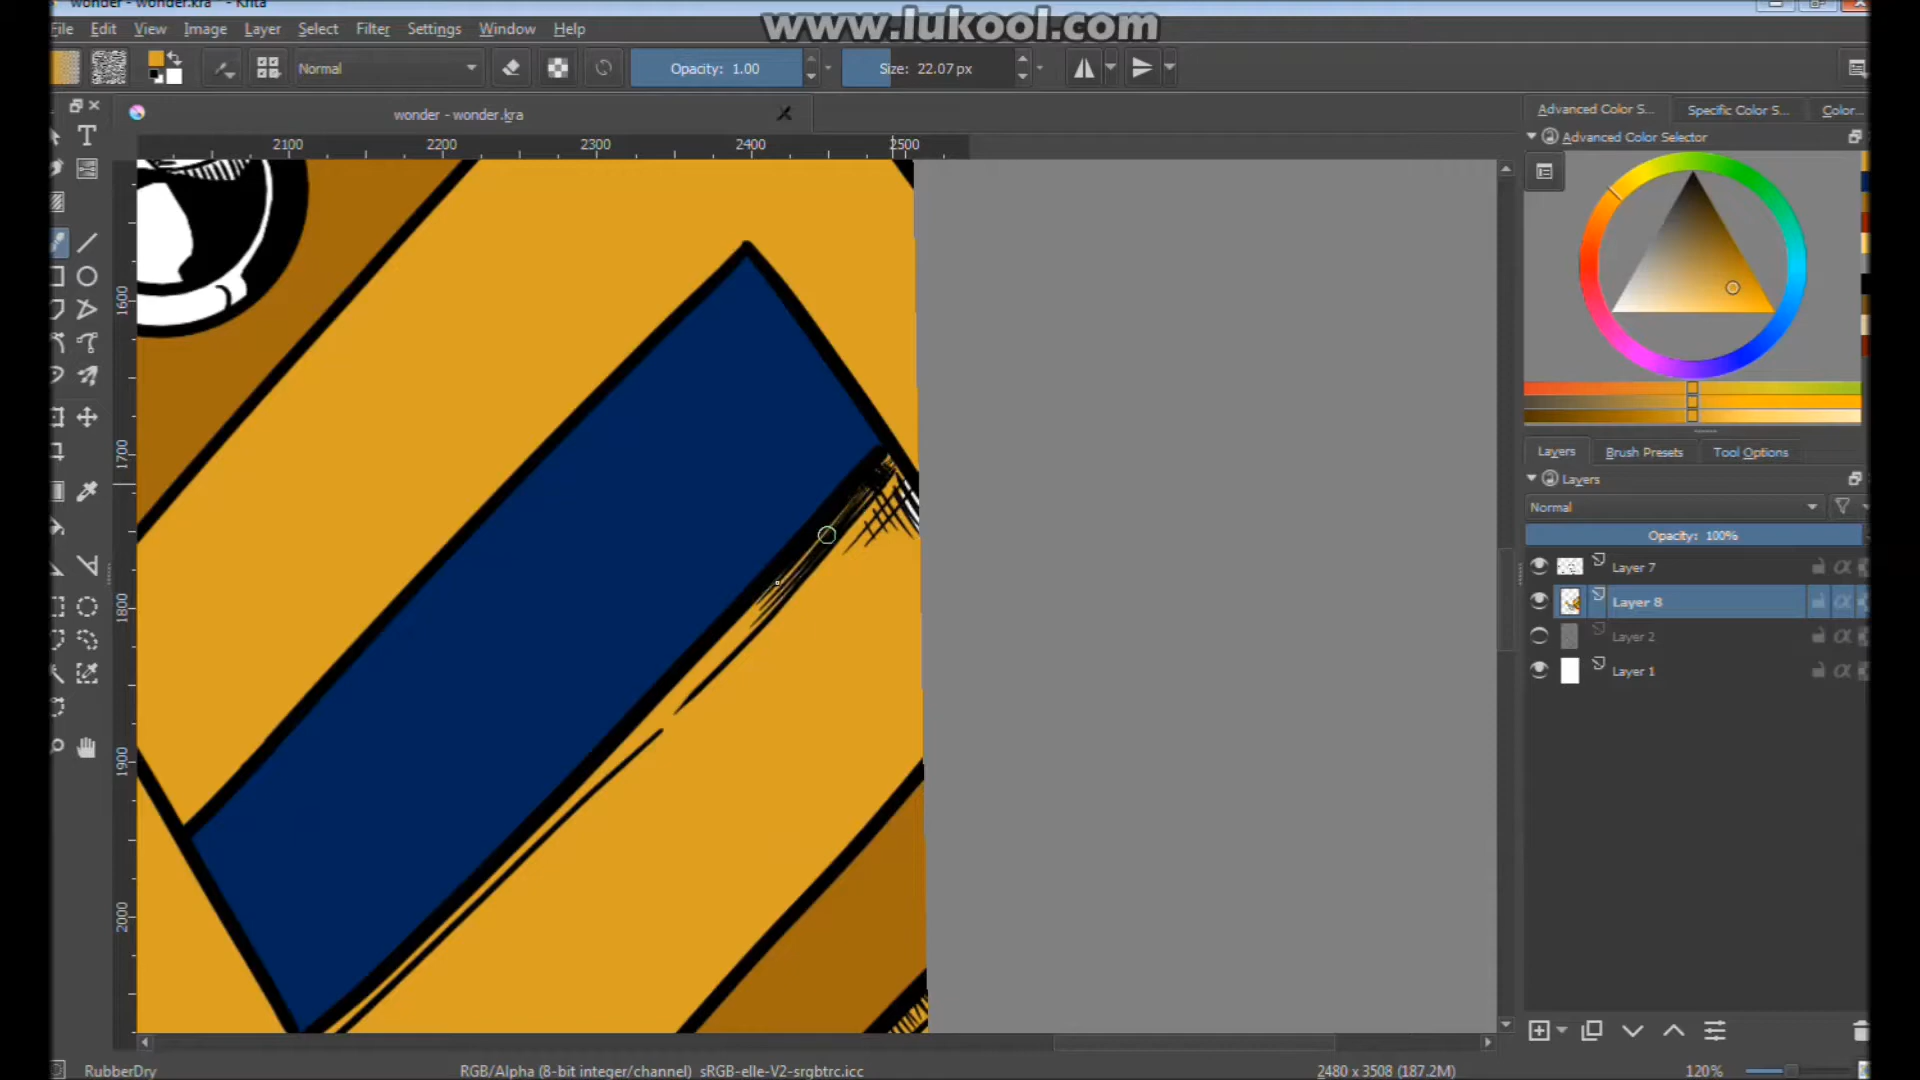 wonder - wonder.kra - Krita
www.lukool.com
File Edit View Image Layer Select Filter Settings Window Help
Normal
Opacity: 1.00
Size: 22.07 px
wonder - wonder.kra
Advanced Color S...
Specific Color S...
Color...
Advanced Color Selector
2100 2200 2300 2400 2500
1600
1700
1800
1900
2000
Layers
Brush Presets
Tool Options
Layers
Normal
Opacity: 100%
Layer 7
Layer 8
Layer 2
Layer 1
RubberDry
RGB/Alpha (8-bit integer/channel) sRGB-elle-V2-srgbtrc.icc
2480 x 3508 (187.2M)
120%